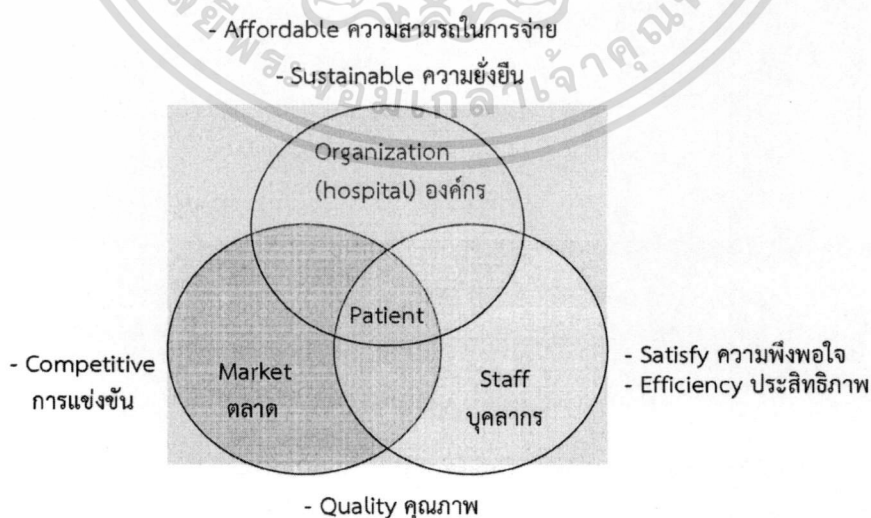 - Affordable ความสามรถในการจ่าย
- Sustainable ความยั่งยืน
Organization
(hospital) องค์กร
Patient
- Competitive
การแข่งขัน
Market
ตลาด
Staff
บุคลากร
- Satisfy ความพึงพอใจ
- Efficiency ประสิทธิภาพ
- Quality คุณภาพ